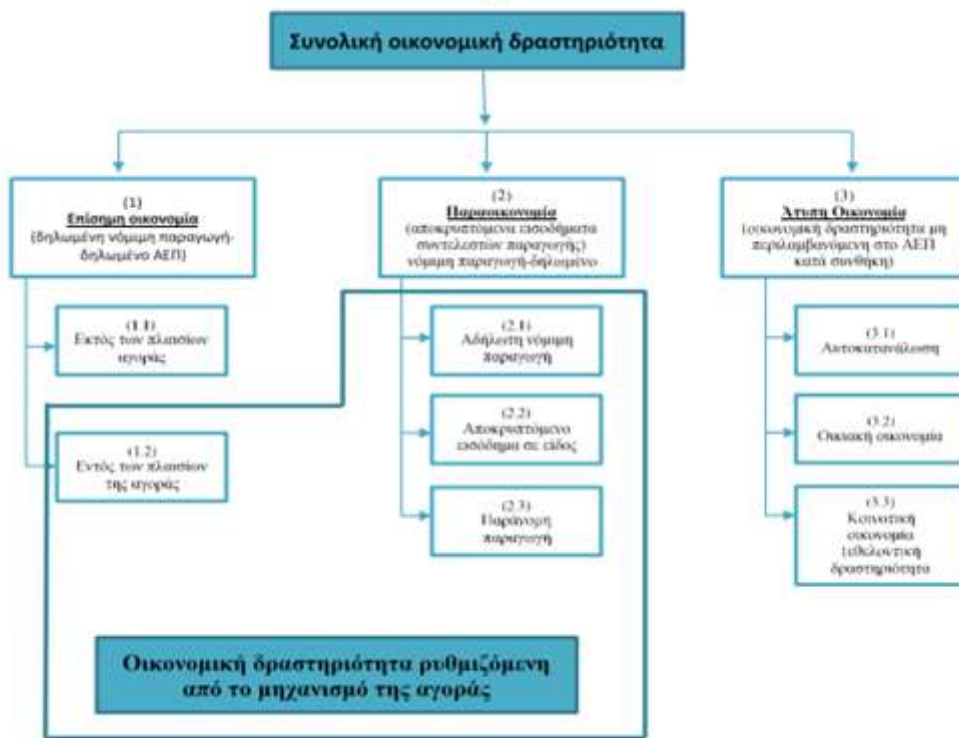 Συνολική οικονομική δραστηριότητα
(1)
Επίσημη οικονομία
(δηλωμένη νόμιμη παραγωγή-
δηλωμένο ΑΕΠ)
(1.1)
Εκτός των πλαισίων
αγοράς
(1.2)
Εντός των πλαισίων
της αγοράς
(2)
Παραοικονομία
(αποκρυπτόμενα εισοδήματα
συντελεστών παραγωγής)
νόμιμη παραγωγή-δηλωμένο
(2.1)
Αδήλωτη νόμιμη
παραγωγή
(2.2)
Αποκρυπτόμενο
εισόδημα σε είδος
(2.3)
Παράνομη
παραγωγή
(3)
Άτυπη Οικονομία
(οικονομική δραστηριότητα μη
περιλαμβανόμενη στο ΑΕΠ
κατά συνθήκη)
(3.1)
Αυτοκατανάλωση
(3.2)
Οικιακή οικονομία
(3.3)
Κοινοτική
οικονομία
(εθελοντική
δραστηριότητα
Οικονομική δραστηριότητα ρυθμιζόμενη
από το μηχανισμό της αγοράς